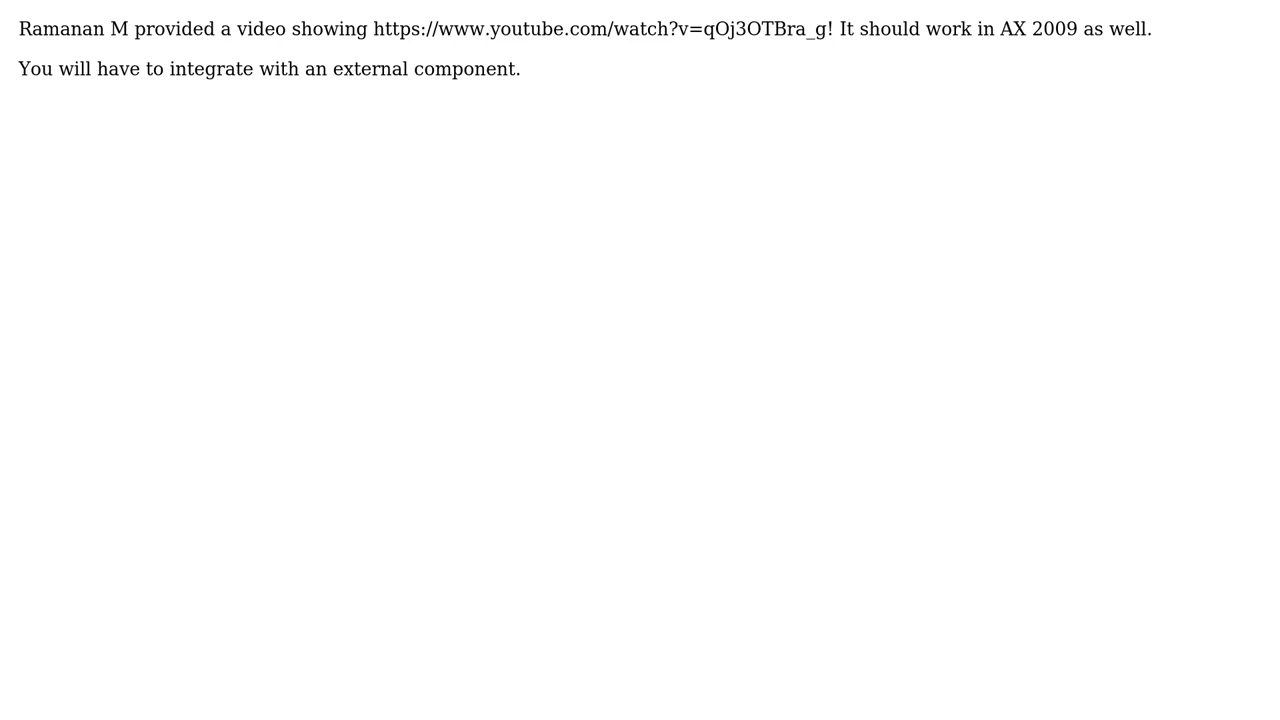 Ramanan M provided a video showing https://www.youtube.com/watch?v=qOj3OTBra_g! It should work in AX 2009 as well.
You will have to integrate with an external component.